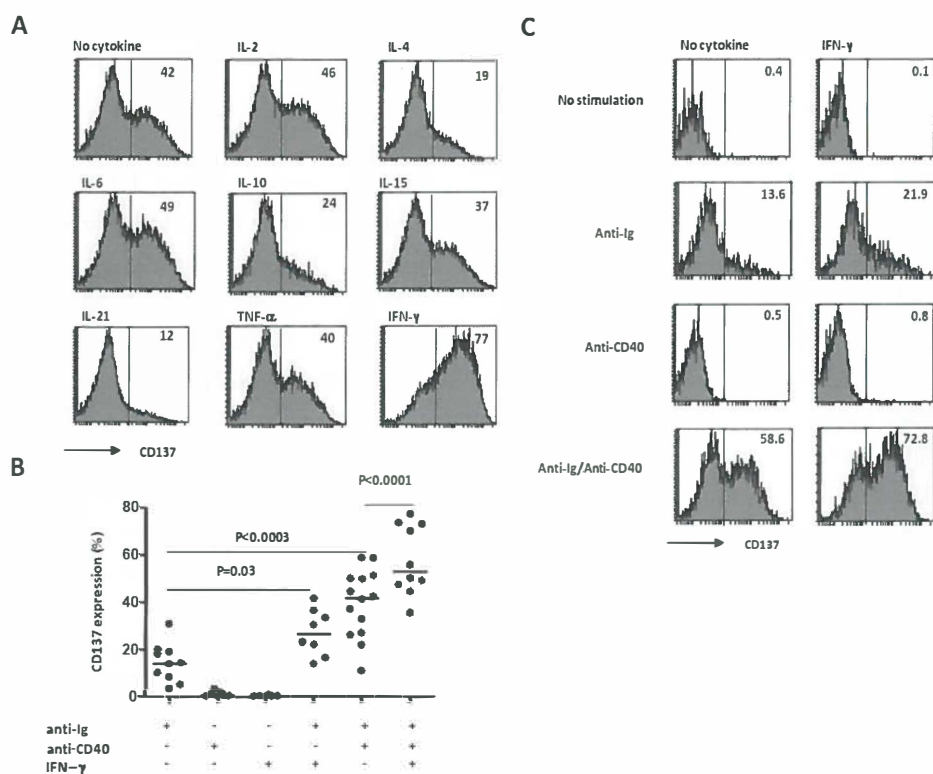 A
No cytokine IL-2 IL-4
42 46 19
IL-6 IL-10 IL-15
49 24 37
IL-21 TNF-α IFN-γ
12 40 77
CD137
B
CD137 expression (%)
80
60
40
20
0
P<0.0003
P=0.03
P<0.0001
anti-Ig + - - + + +
anti-CD40 - + - - + +
IFN-γ - - + + - +
C
No cytokine IFN-γ
No stimulation 0.4 0.1
Anti-Ig 13.6 21.9
Anti-CD40 0.5 0.8
Anti-Ig/Anti-CD40 58.6 72.8
CD137